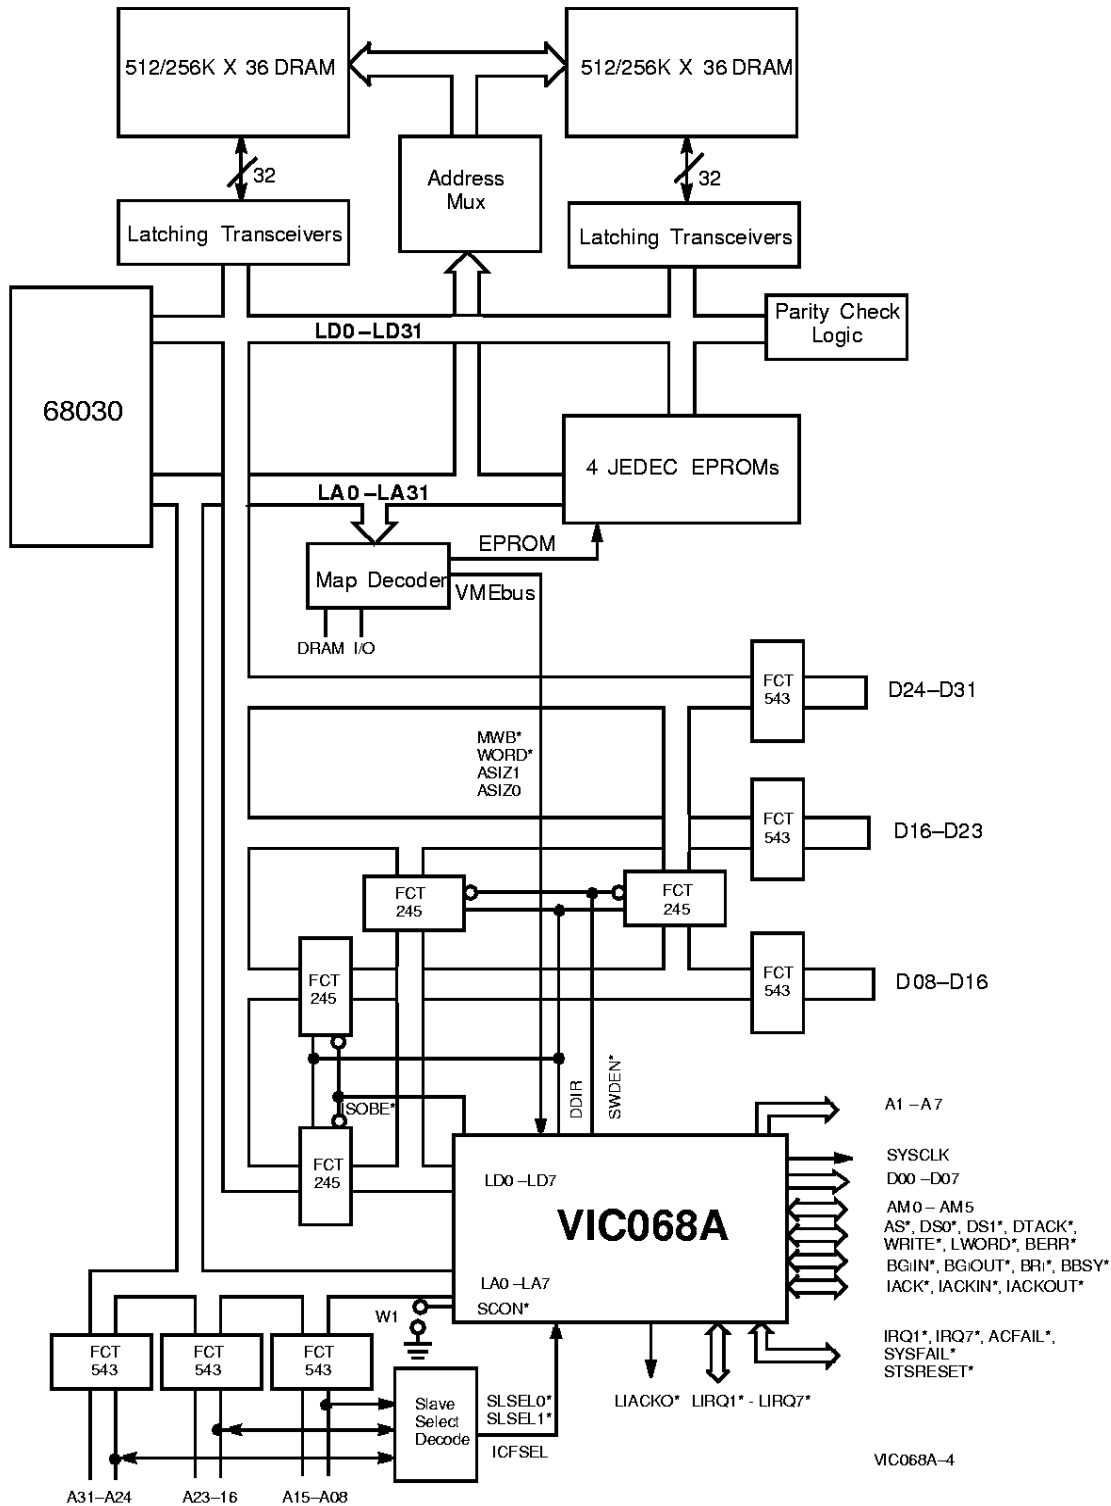 512/256K X 36 DRAM
512/256K X 36 DRAM
32
32
Address
Mux
Latching Transceivers
Latching Transceivers
Parity Check
Logic
LD0–LD31
68030
4 JEDEC EPROMs
LA0–LA31
EPROM
Map Decoder
VMEbus
DRAM I/O
FCT
543
D24–D31
MWB*
WORD*
ASIZ1
ASIZ0
FCT
543
D16–D23
FCT
245
FCT
245
FCT
245
FCT
543
D08–D16
DDIR
SWDEN*
ISOBE*
A1–A7
FCT
245
LD0–LD7
SYSCLK
D00–D07
VIC068A
AM0–AM5
AS*, DS0*, DS1*, DTACK*,
WRITE*, LWORD*, BERR*
BGiIN*, BGiOUT*, BRi*, BBSY*
IACK*, IACKIN*, IACKOUT*
LA0–LA7
SCON*
W1
IRQ1*, IRQ7*, ACFAIL*,
SYSFAIL*
STSRESET*
FCT
543
FCT
543
FCT
543
Slave
Select
Decode
SLSEL0*
SLSEL1*
ICFSEL
LIACKO*
LIRQ1* - LIRQ7*
VIC068A–4
A31–A24
A23–16
A15–A08